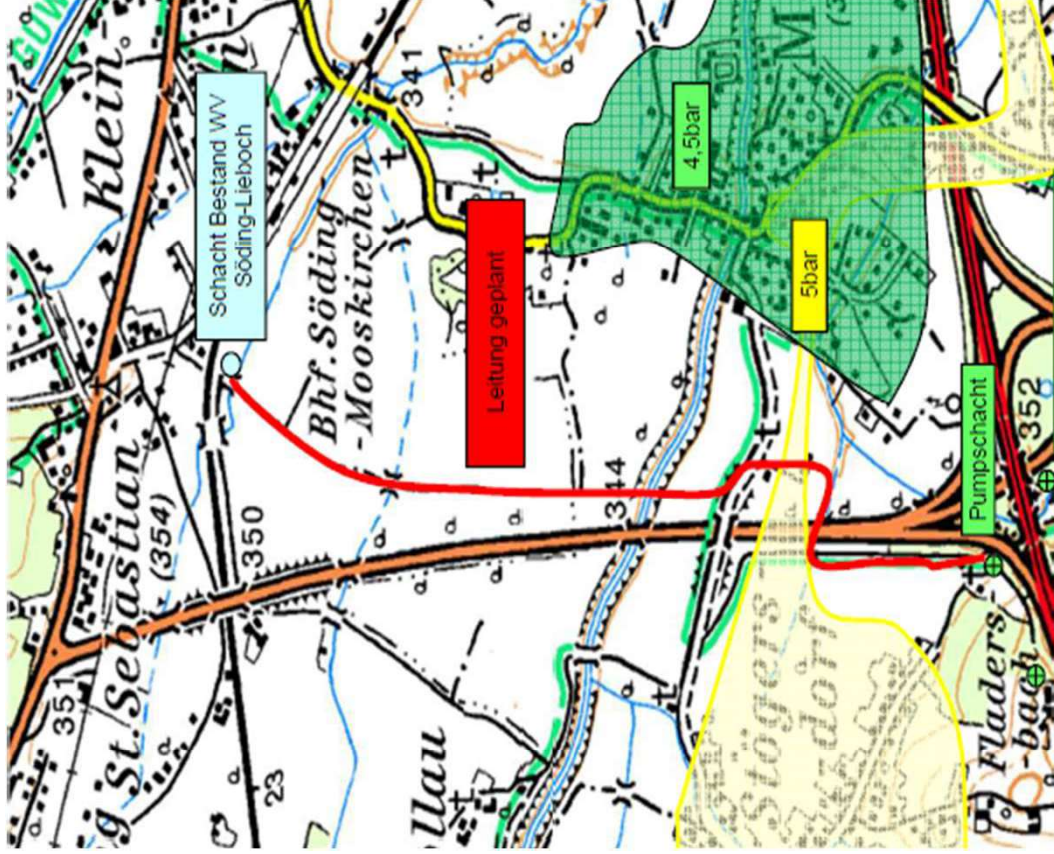 GOW
351
Klein-
g St.Sebastian
(354)
Schacht Bestand WV
Söding-Lieboch
350
23
Bhf.Söding
-Mooskirchen
341
llau
Leitung geplant
344
4,5bar
M
Stögers-
dorf
5bar
Pumpschacht
Fladers-
-bach
352